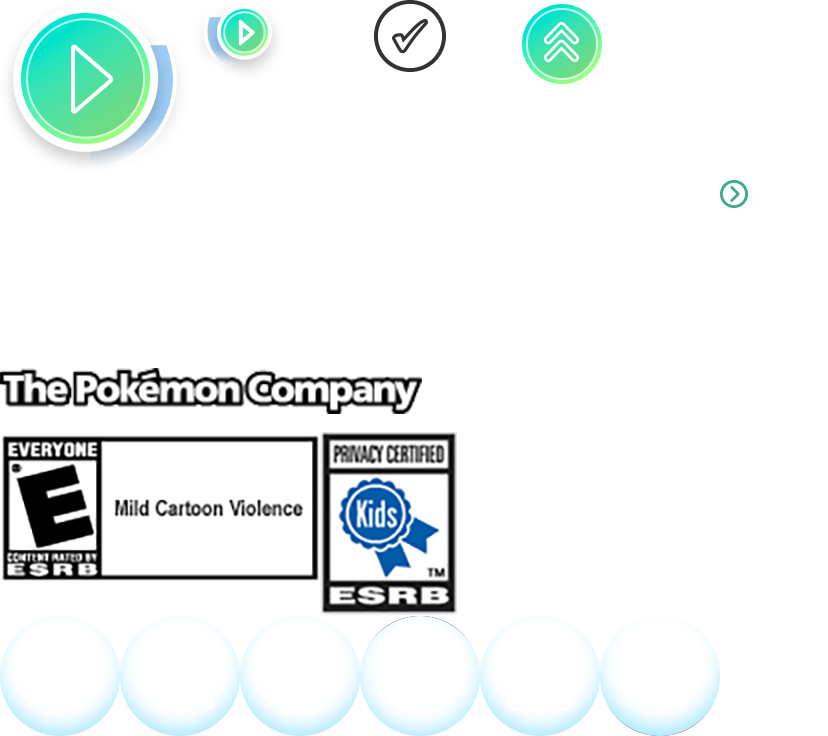 The Pokémon Company
EVERYONE
E
CONTENT RATED BY
ESRB
Mild Cartoon Violence
PRIVACY CERTIFIED
Kids
TM
ESRB